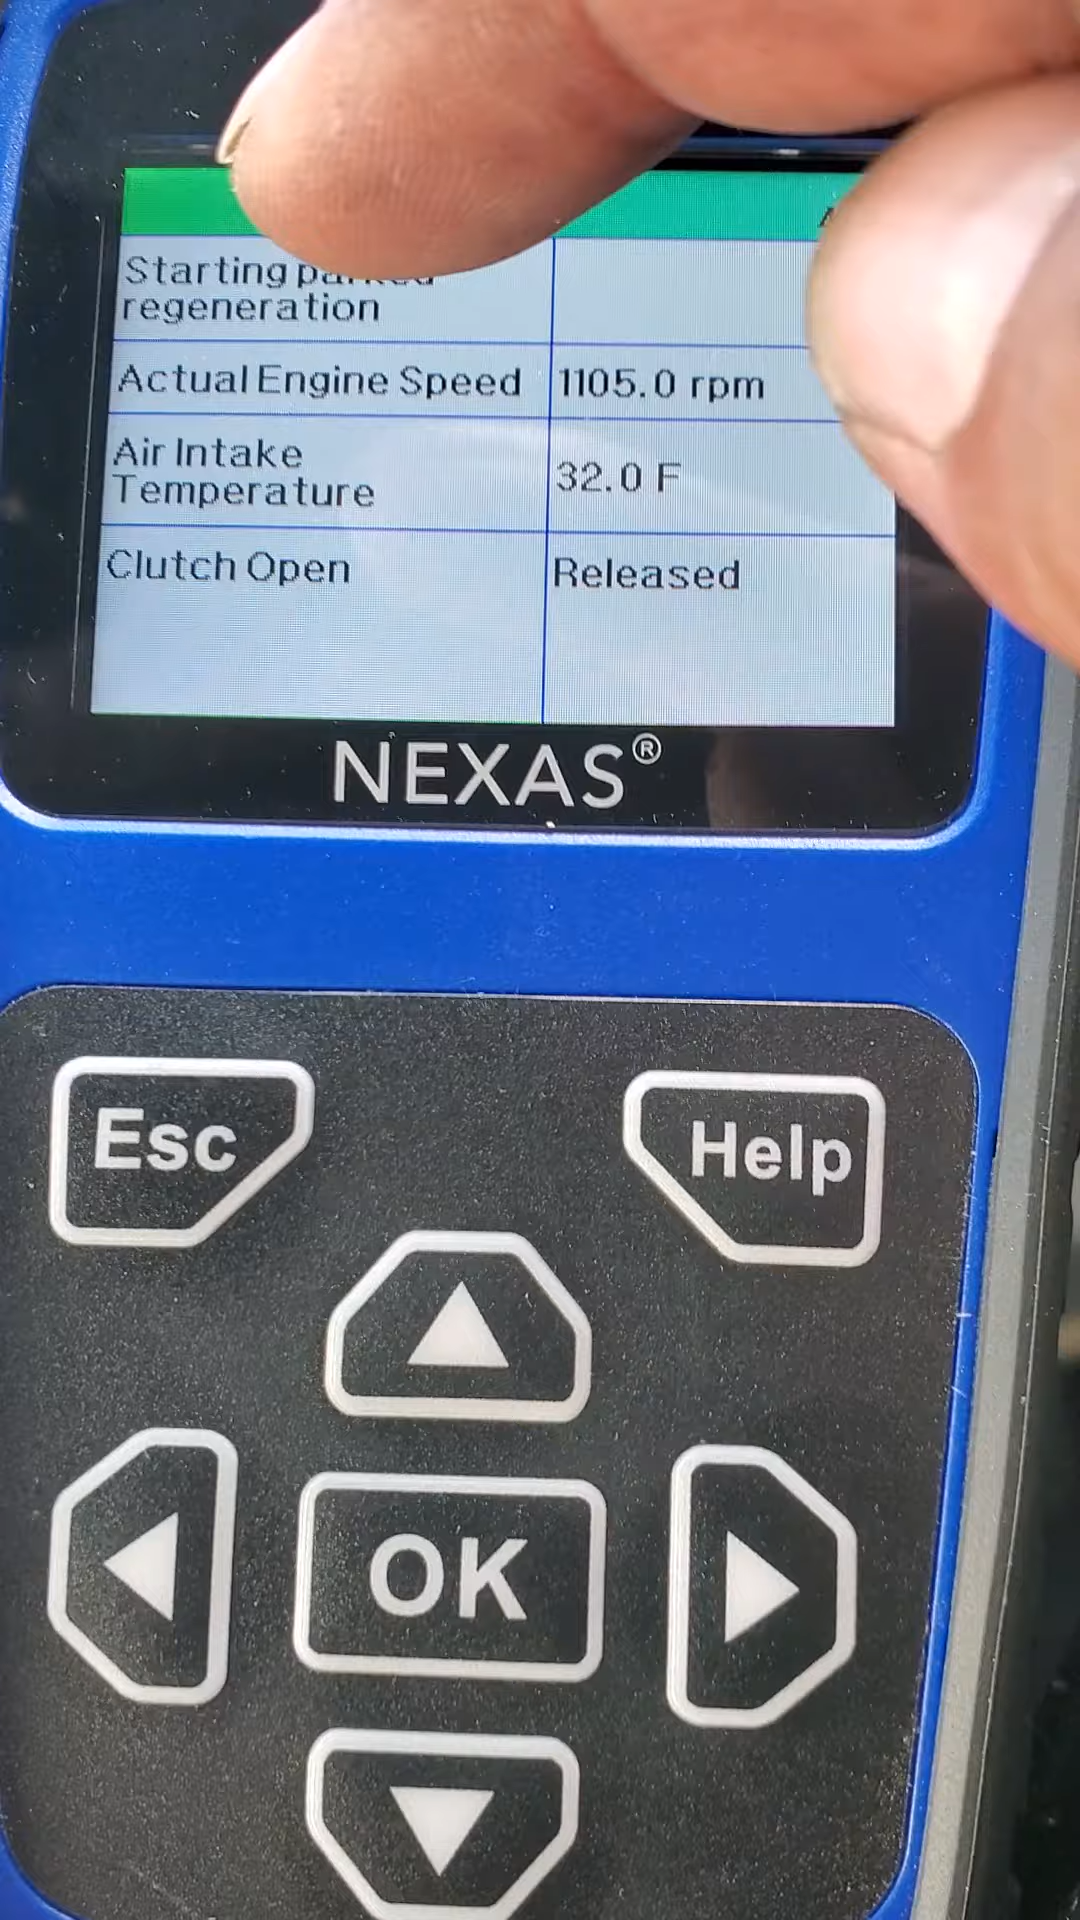 Starting parked
regeneration
Actual Engine Speed 1105.0 rpm
Air Intake
Temperature 32.0 F
Clutch Open Released
NEXAS®
Esc Help
OK